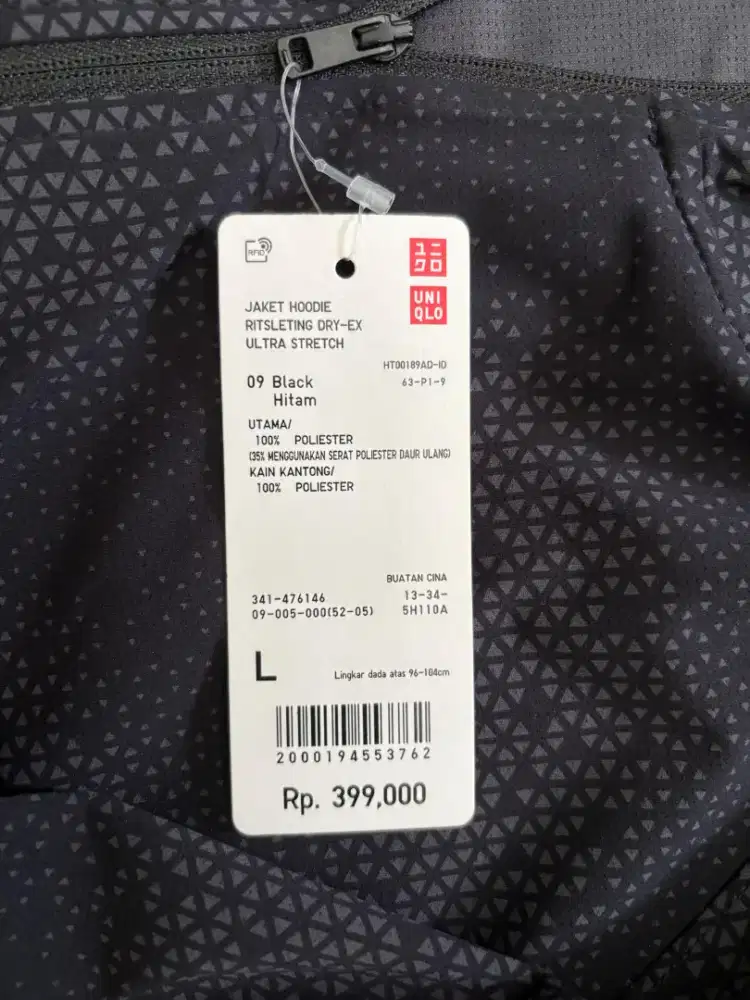 RFID
ユニ
クロ
UNI
QLO
JAKET HOODIE
RITSLETING DRY-EX
ULTRA STRETCH
HT00189AD-ID
09 Black
63-P1-9
Hitam
UTAMA/
100% POLIESTER
(35% MENGGUNAKAN SERAT POLIESTER DAUR ULANG)
KAIN KANTONG/
100% POLIESTER
BUATAN CINA
341-476146
13-34-
09-005-000(52-05)
5H110A
L
Lingkar dada atas 96-104cm
2000194553762
Rp. 399,000